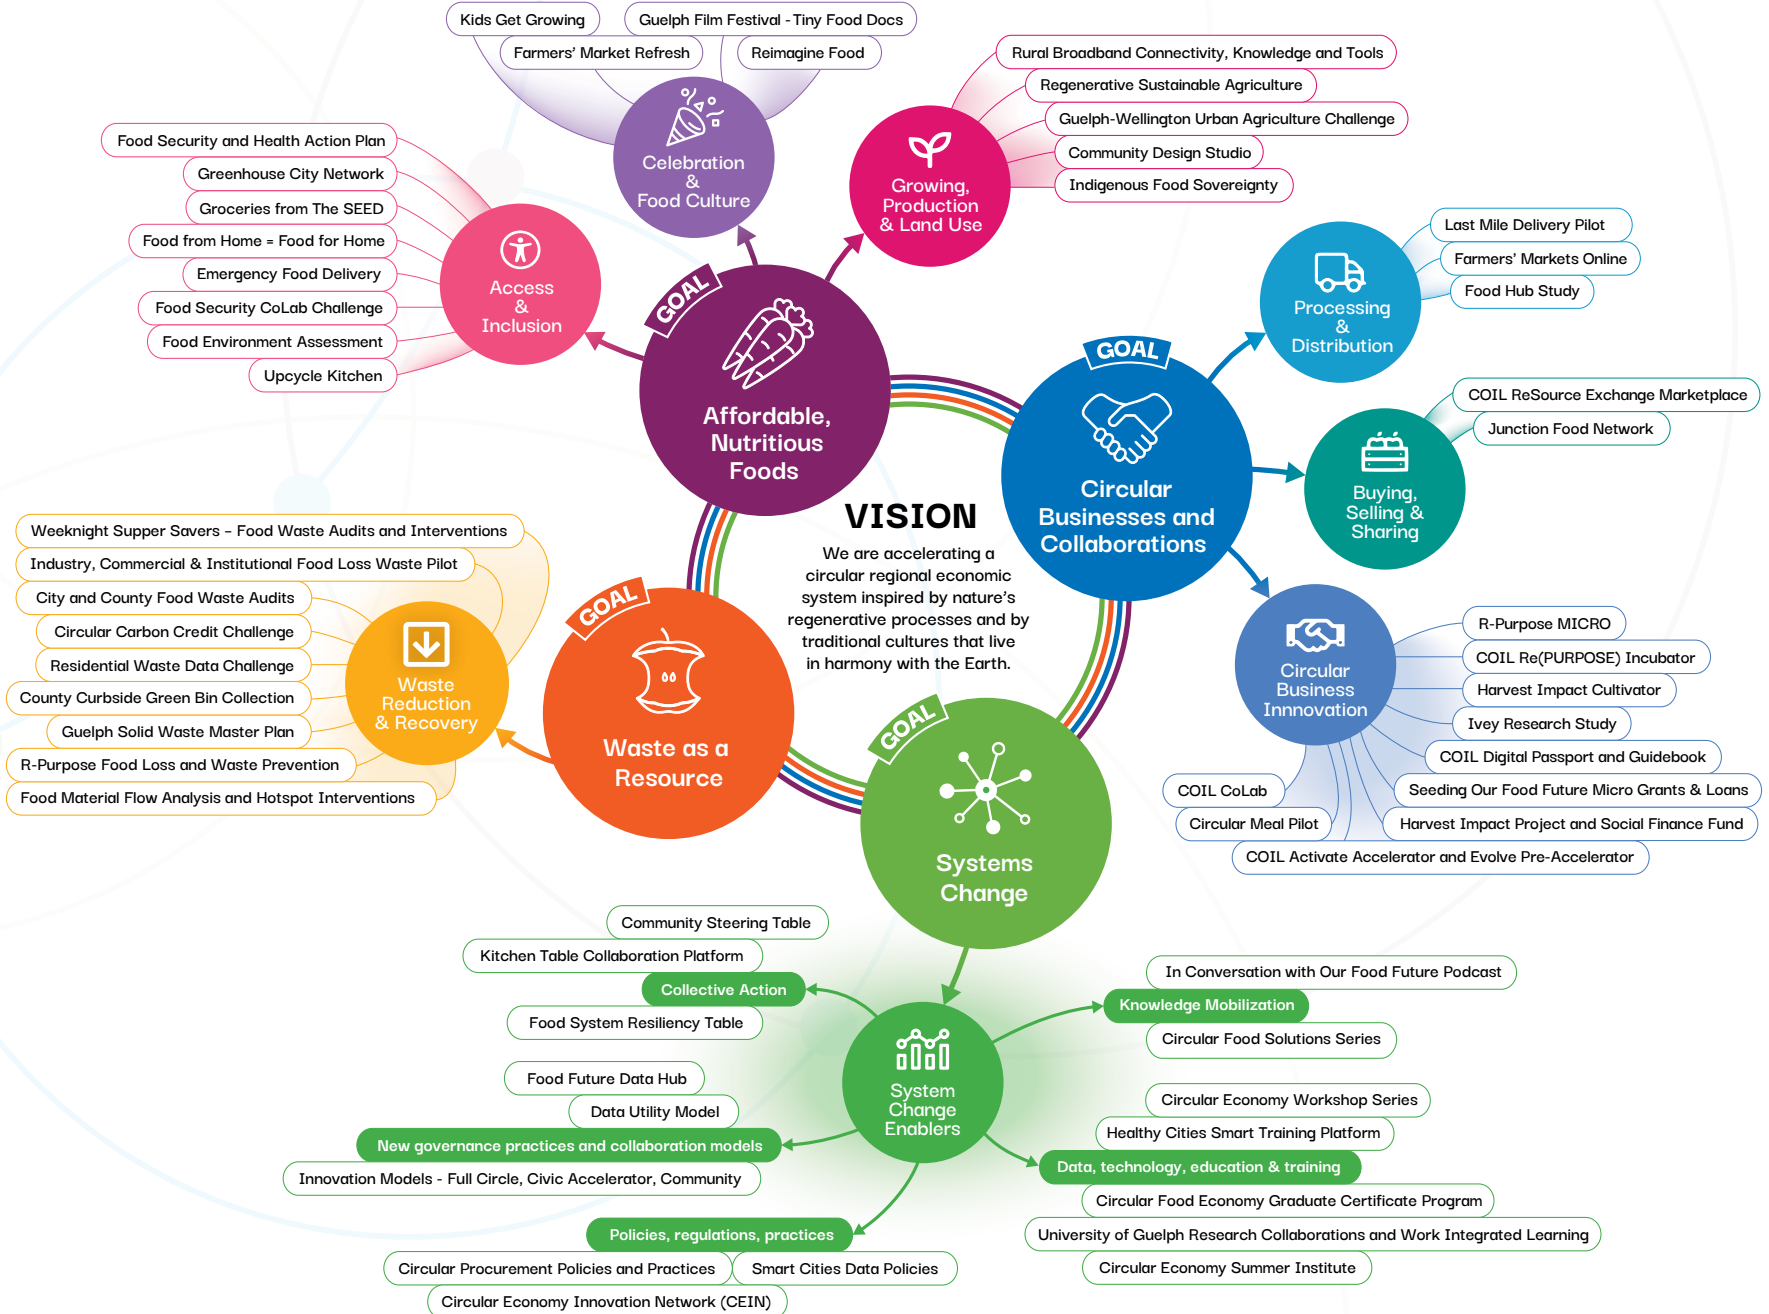 Kids Get Growing
Guelph Film Festival - Tiny Food Docs
Farmers' Market Refresh
Reimagine Food
Celebration
&
Food Culture
Rural Broadband Connectivity, Knowledge and Tools
Regenerative Sustainable Agriculture
Guelph-Wellington Urban Agriculture Challenge
Community Design Studio
Indigenous Food Sovereignty
Growing,
Production
& Land Use
Food Security and Health Action Plan
Greenhouse City Network
Groceries from The SEED
Food from Home = Food for Home
Emergency Food Delivery
Food Security CoLab Challenge
Food Environment Assessment
Upcycle Kitchen
Access
&
Inclusion
GOAL
Affordable,
Nutritious
Foods
Last Mile Delivery Pilot
Farmers' Markets Online
Food Hub Study
Processing
&
Distribution
GOAL
Circular
Businesses and
Collaborations
COIL ReSource Exchange Marketplace
Junction Food Network
Buying,
Selling &
Sharing
VISION
We are accelerating a
circular regional economic
system inspired by nature's
regenerative processes and by
traditional cultures that live
in harmony with the Earth.
Weeknight Supper Savers – Food Waste Audits and Interventions
Industry, Commercial & Institutional Food Loss Waste Pilot
City and County Food Waste Audits
Circular Carbon Credit Challenge
Residential Waste Data Challenge
County Curbside Green Bin Collection
Guelph Solid Waste Master Plan
R-Purpose Food Loss and Waste Prevention
Food Material Flow Analysis and Hotspot Interventions
Waste
Reduction
& Recovery
GOAL
Waste as a
Resource
Circular
Business
Innnovation
R-Purpose MICRO
COIL Re(PURPOSE) Incubator
Harvest Impact Cultivator
Ivey Research Study
COIL Digital Passport and Guidebook
Seeding Our Food Future Micro Grants & Loans
Harvest Impact Project and Social Finance Fund
COIL CoLab
Circular Meal Pilot
COIL Activate Accelerator and Evolve Pre-Accelerator
GOAL
Systems
Change
Community Steering Table
Kitchen Table Collaboration Platform
Collective Action
Food System Resiliency Table
Food Future Data Hub
Data Utility Model
New governance practices and collaboration models
Innovation Models - Full Circle, Civic Accelerator, Community
System
Change
Enablers
In Conversation with Our Food Future Podcast
Knowledge Mobilization
Circular Food Solutions Series
Circular Economy Workshop Series
Healthy Cities Smart Training Platform
Data, technology, education & training
Circular Food Economy Graduate Certificate Program
University of Guelph Research Collaborations and Work Integrated Learning
Circular Economy Summer Institute
Policies, regulations, practices
Circular Procurement Policies and Practices
Smart Cities Data Policies
Circular Economy Innovation Network (CEIN)